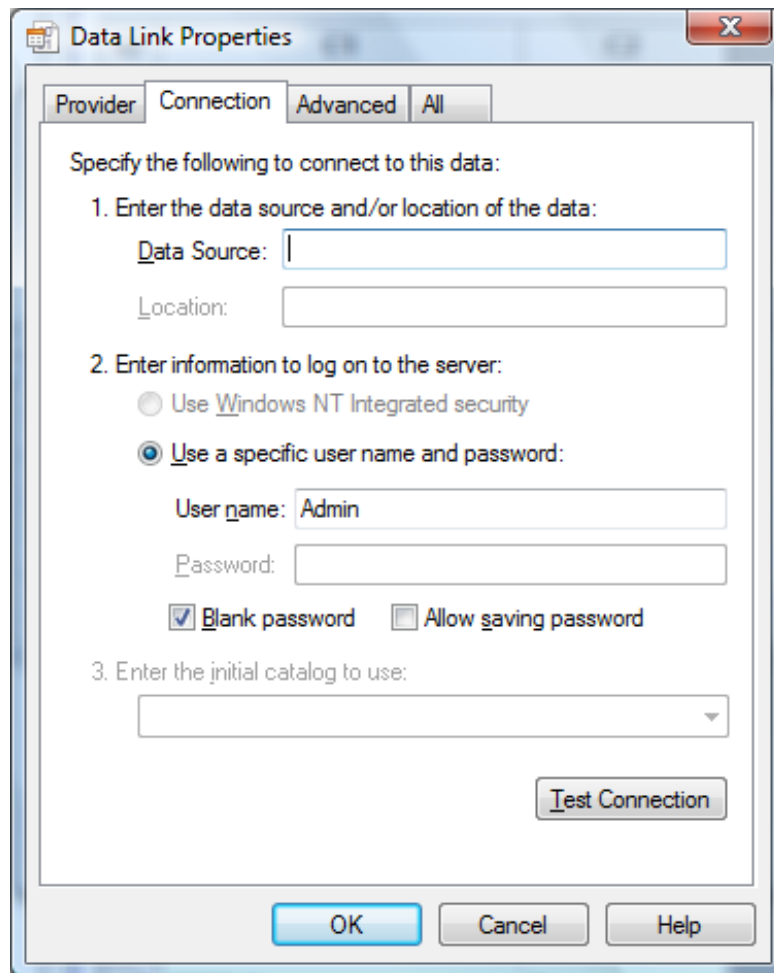 Data Link Properties
Provider Connection Advanced All
Specify the following to connect to this data:
1. Enter the data source and/or location of the data:
Data Source:
Location:
2. Enter information to log on to the server:
Use Windows NT Integrated security
Use a specific user name and password:
User name: Admin
Password:
Blank password Allow saving password
3. Enter the initial catalog to use:
Test Connection
OK Cancel Help